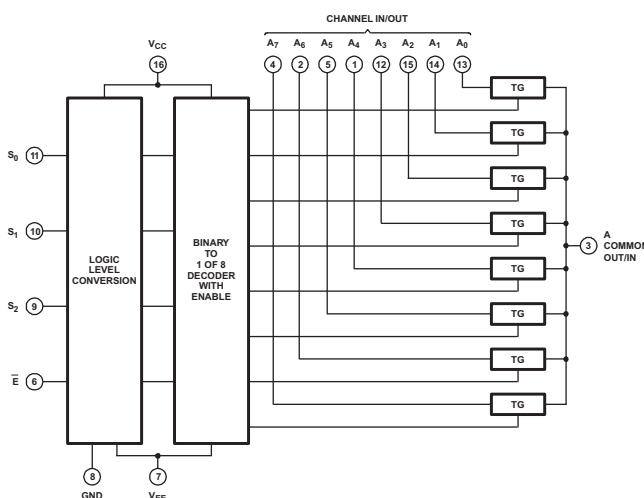 CHANNEL IN/OUT
VCC A7 A6 A5 A4 A3 A2 A1 A0
16 4 2 5 1 12 15 14 13
TG
TG
S0 11
TG
S1 10
TG
LOGIC
LEVEL
CONVERSION
BINARY
TO
1 OF 8
DECODER
WITH
ENABLE
3 A
COMMON
OUT/IN
TG
S2 9
TG
TG
E̅ 6
TG
8 7
GND VEE